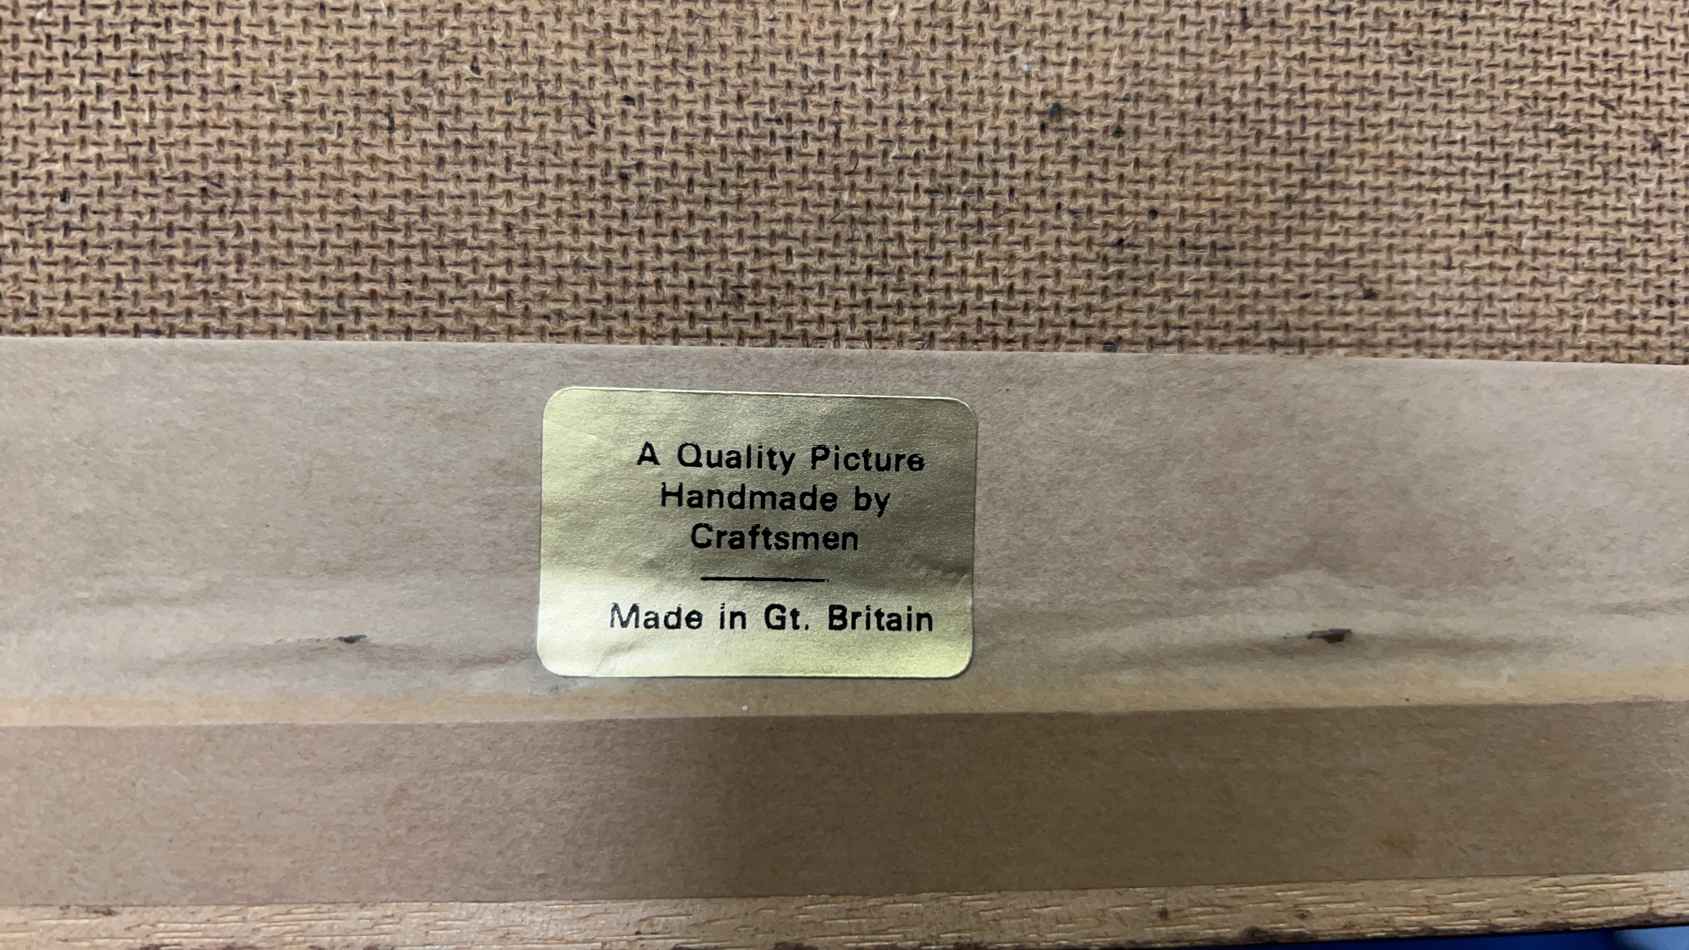 A Quality Picture
Handmade by
Craftsmen
Made in Gt. Britain